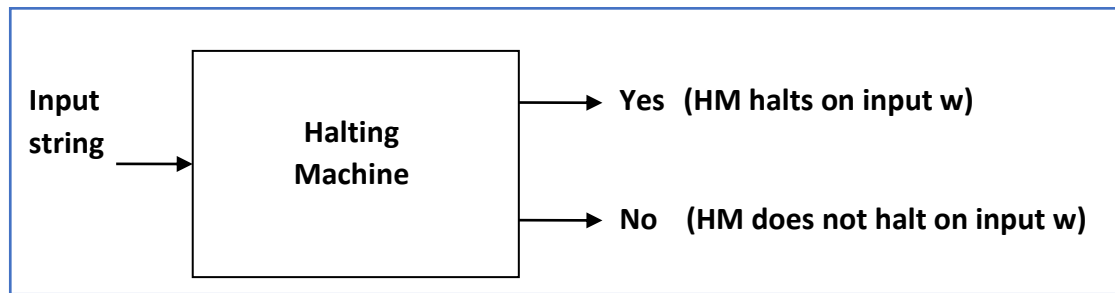 Input
string
Halting
Machine
Yes (HM halts on input w)
No (HM does not halt on input w)